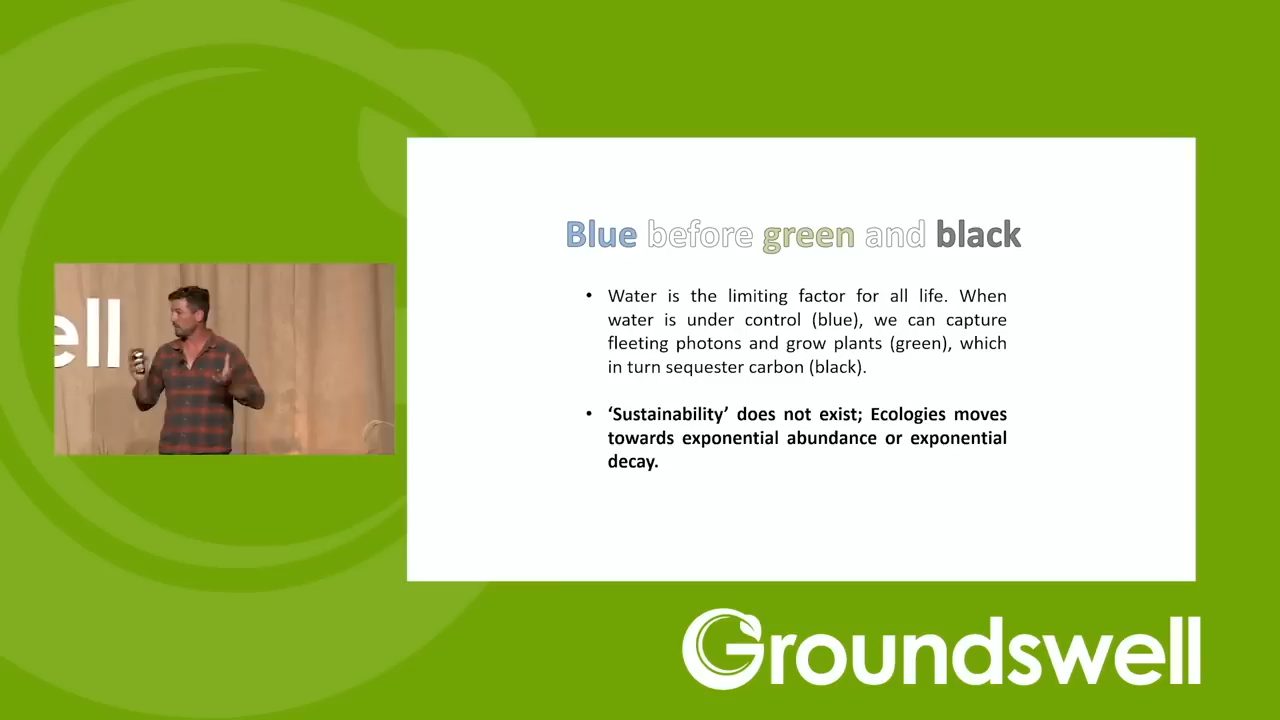 Blue before green and black
• Water is the limiting factor for all life. When
water is under control (blue), we can capture
fleeting photons and grow plants (green), which
in turn sequester carbon (black).
• ‘Sustainability’ does not exist; Ecologies moves
towards exponential abundance or exponential
decay.
ell
Groundswell